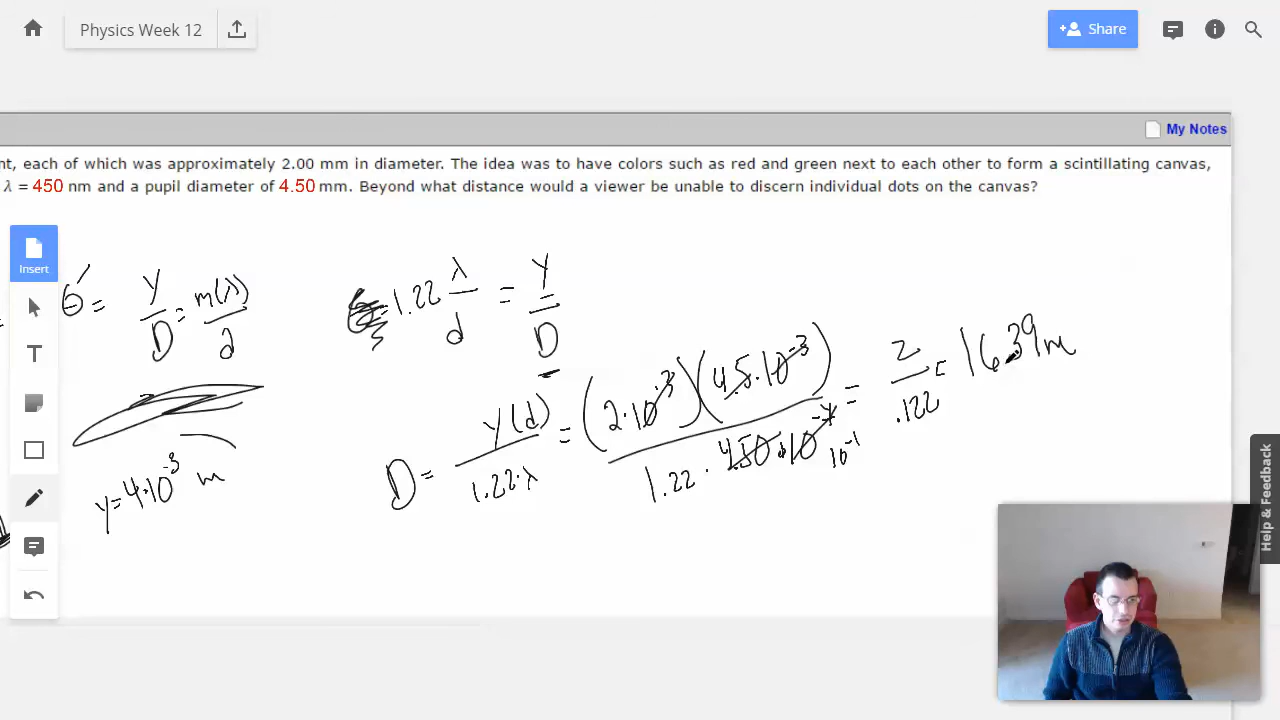 Physics Week 12
Share
My Notes
nt, each of which was approximately 2.00 mm in diameter. The idea was to have colors such as red and green next to each other to form a scintillating canvas,
λ = 450 nm and a pupil diameter of 4.50 mm. Beyond what distance would a viewer be unable to discern individual dots on the canvas?
Insert
θ = y/D = m(λ)/d
1.22 λ/d = y/D
y=4·10^-3 m
D = y(d)/1.22·λ = (2·10^-3)(4.5·10^-3)/1.22·4.50·10 10^-1 = 2/.122 = 16.39m
Help & Feedback